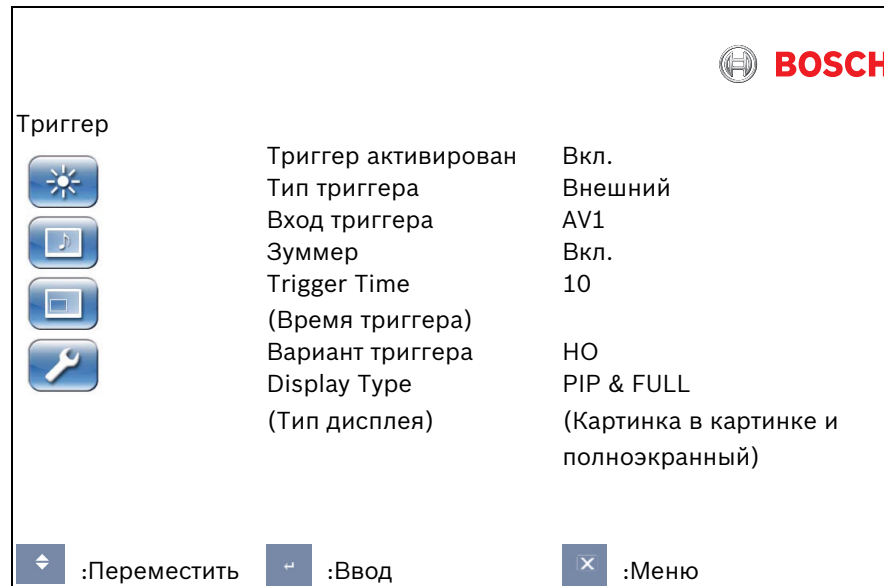 BOSCH
Триггер
Триггер активирован Вкл.
Тип триггера Внешний
Вход триггера AV1
Зуммер Вкл.
Trigger Time 10
(Время триггера)
Вариант триггера НО
Display Type PIP & FULL
(Тип дисплея) (Картинка в картинке и
полноэкранный)
:Переместить :Ввод :Меню